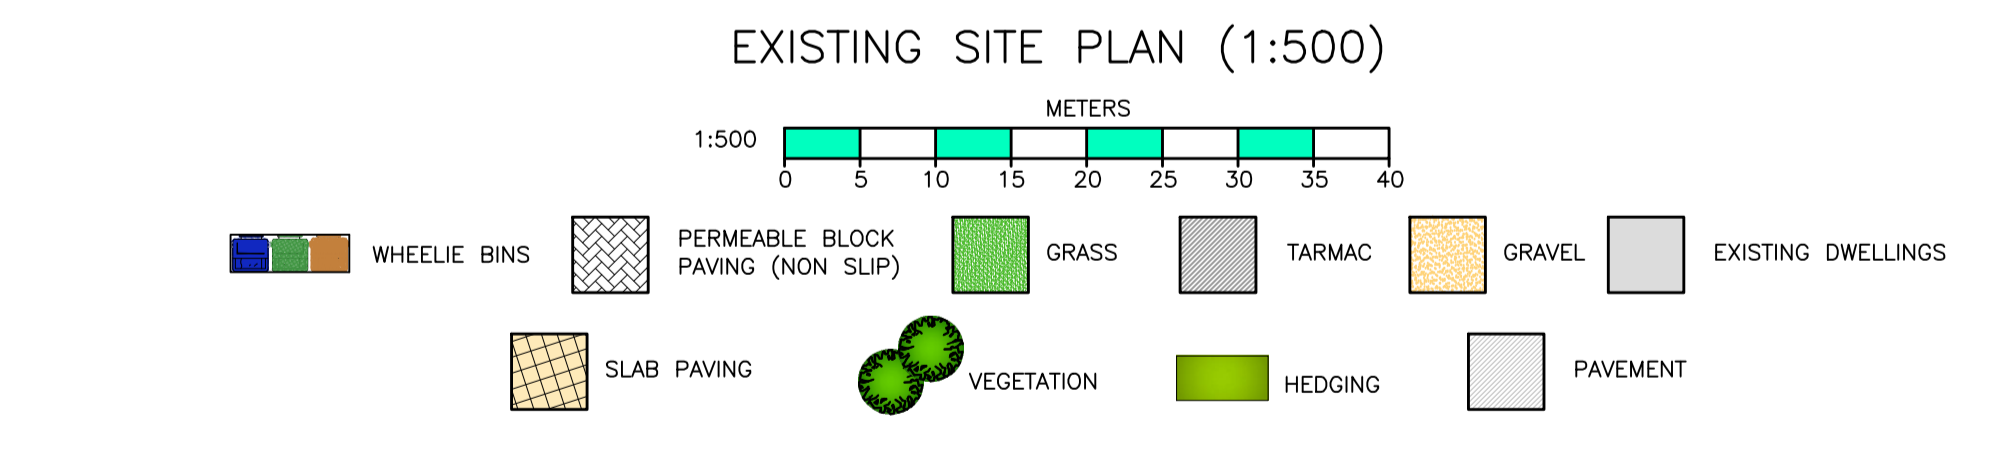 EXISTING SITE PLAN (1:500)
METERS
1:500
0 5 10 15 20 25 30 35 40
WHEELIE BINS
PERMEABLE BLOCK
PAVING (NON SLIP)
GRASS
TARMAC
GRAVEL
EXISTING DWELLINGS
SLAB PAVING
VEGETATION
HEDGING
PAVEMENT